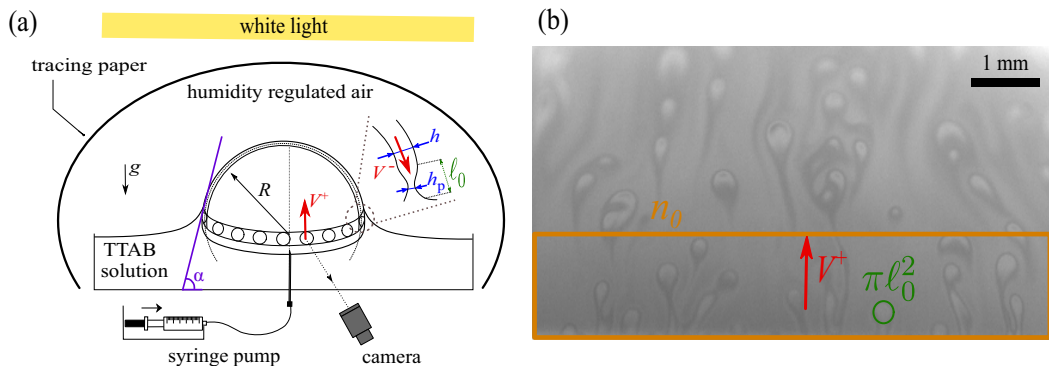 (a)
white light
tracing paper
humidity regulated air
g
R
V⁺
V⁻
h
hₚ
ℓ₀
TTAB
solution
α
syringe pump
camera
(b)
1 mm
n₀
V⁺
πℓ₀²